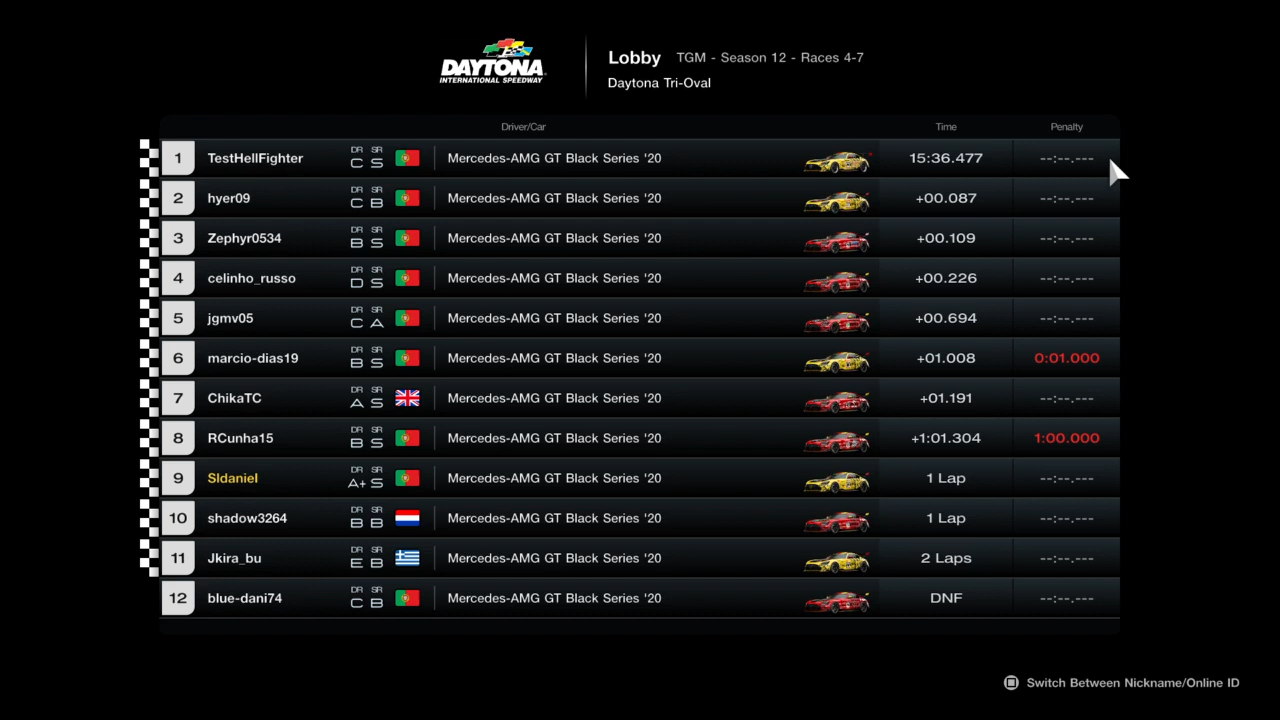 DAYTONA
INTERNATIONAL SPEEDWAY
Lobby TGM - Season 12 - Races 4-7
Daytona Tri-Oval
Driver/Car Time Penalty
1 TestHellFighter DR C SR S Mercedes-AMG GT Black Series '20 15:36.477 --:--.---
2 hyer09 DR C SR B Mercedes-AMG GT Black Series '20 +00.087 --:--.---
3 Zephyr0534 DR B SR S Mercedes-AMG GT Black Series '20 +00.109 --:--.---
4 celinho_russo DR D SR S Mercedes-AMG GT Black Series '20 +00.226 --:--.---
5 jgmv05 DR C SR A Mercedes-AMG GT Black Series '20 +00.694 --:--.---
6 marcio-dias19 DR B SR S Mercedes-AMG GT Black Series '20 +01.008 0:01.000
7 ChikaTC DR A SR S Mercedes-AMG GT Black Series '20 +01.191 --:--.---
8 RCunha15 DR B SR S Mercedes-AMG GT Black Series '20 +1:01.304 1:00.000
9 SIdaniel DR A+ SR S Mercedes-AMG GT Black Series '20 1 Lap --:--.---
10 shadow3264 DR B SR B Mercedes-AMG GT Black Series '20 1 Lap --:--.---
11 Jkira_bu DR E SR B Mercedes-AMG GT Black Series '20 2 Laps --:--.---
12 blue-dani74 DR C SR B Mercedes-AMG GT Black Series '20 DNF --:--.---
Switch Between Nickname/Online ID